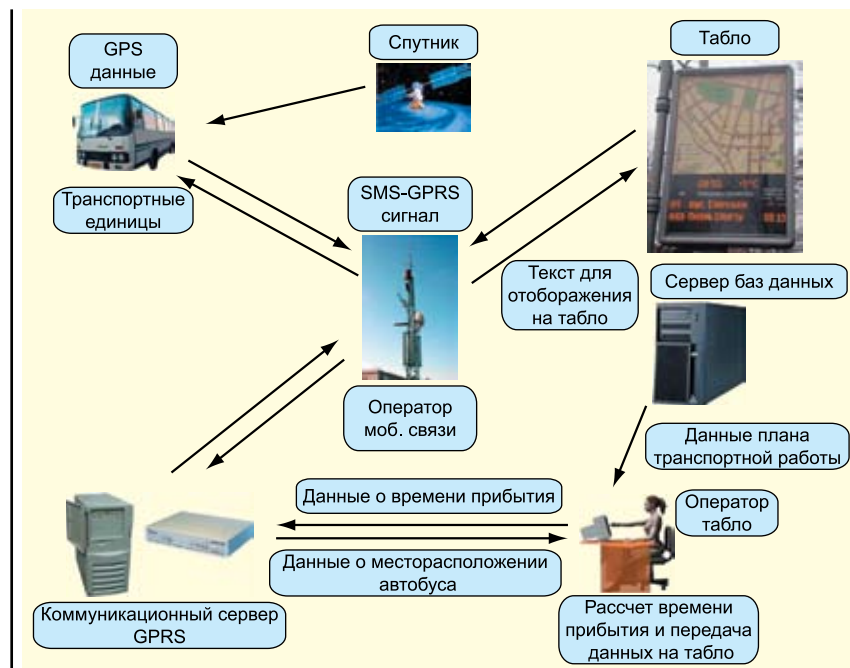 GPS
данные
Спутник
Табло
Транспортные
единицы
SMS-GPRS
сигнал
Текст для
отоборажения
на табло
Сервер баз данных
Оператор
моб. связи
Данные плана
транспортной работы
Данные о времени прибытия
Оператор
табло
Данные о месторасположении
автобуса
Коммуникационный сервер
GPRS
Рассчет времени
прибытия и передача
данных на табло